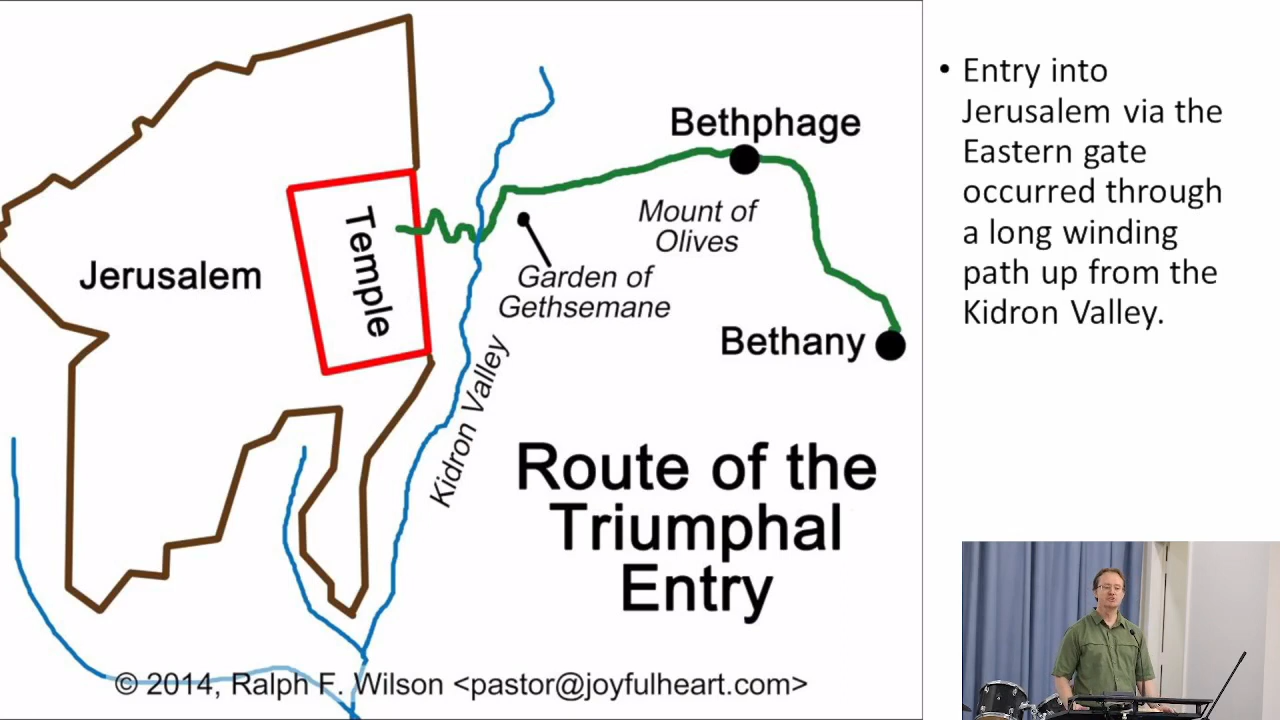 Bethphage
Mount of
Olives
Temple
Jerusalem
Garden of
Gethsemane
Bethany
Kidron Valley
Route of the
Triumphal
Entry
© 2014, Ralph F. Wilson <pastor@joyfulheart.com>
• Entry into
Jerusalem via the
Eastern gate
occurred through
a long winding
path up from the
Kidron Valley.